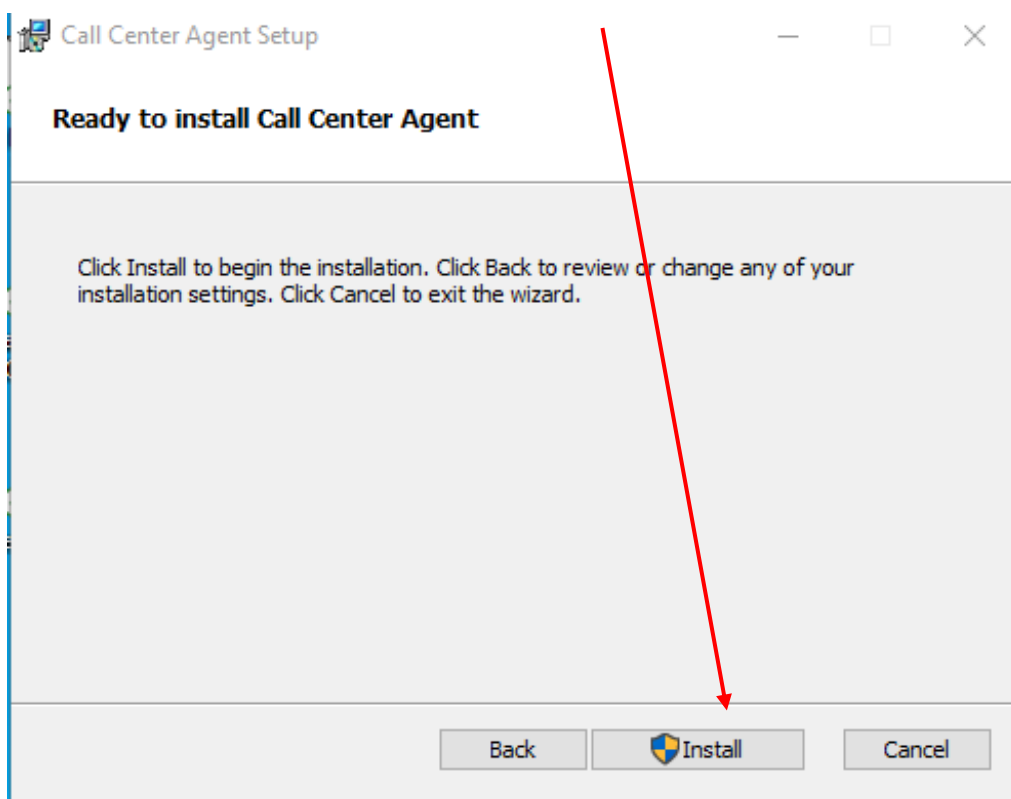 Call Center Agent Setup
Ready to install Call Center Agent
Click Install to begin the installation. Click Back to review or change any of your
installation settings. Click Cancel to exit the wizard.
Back
Install
Cancel